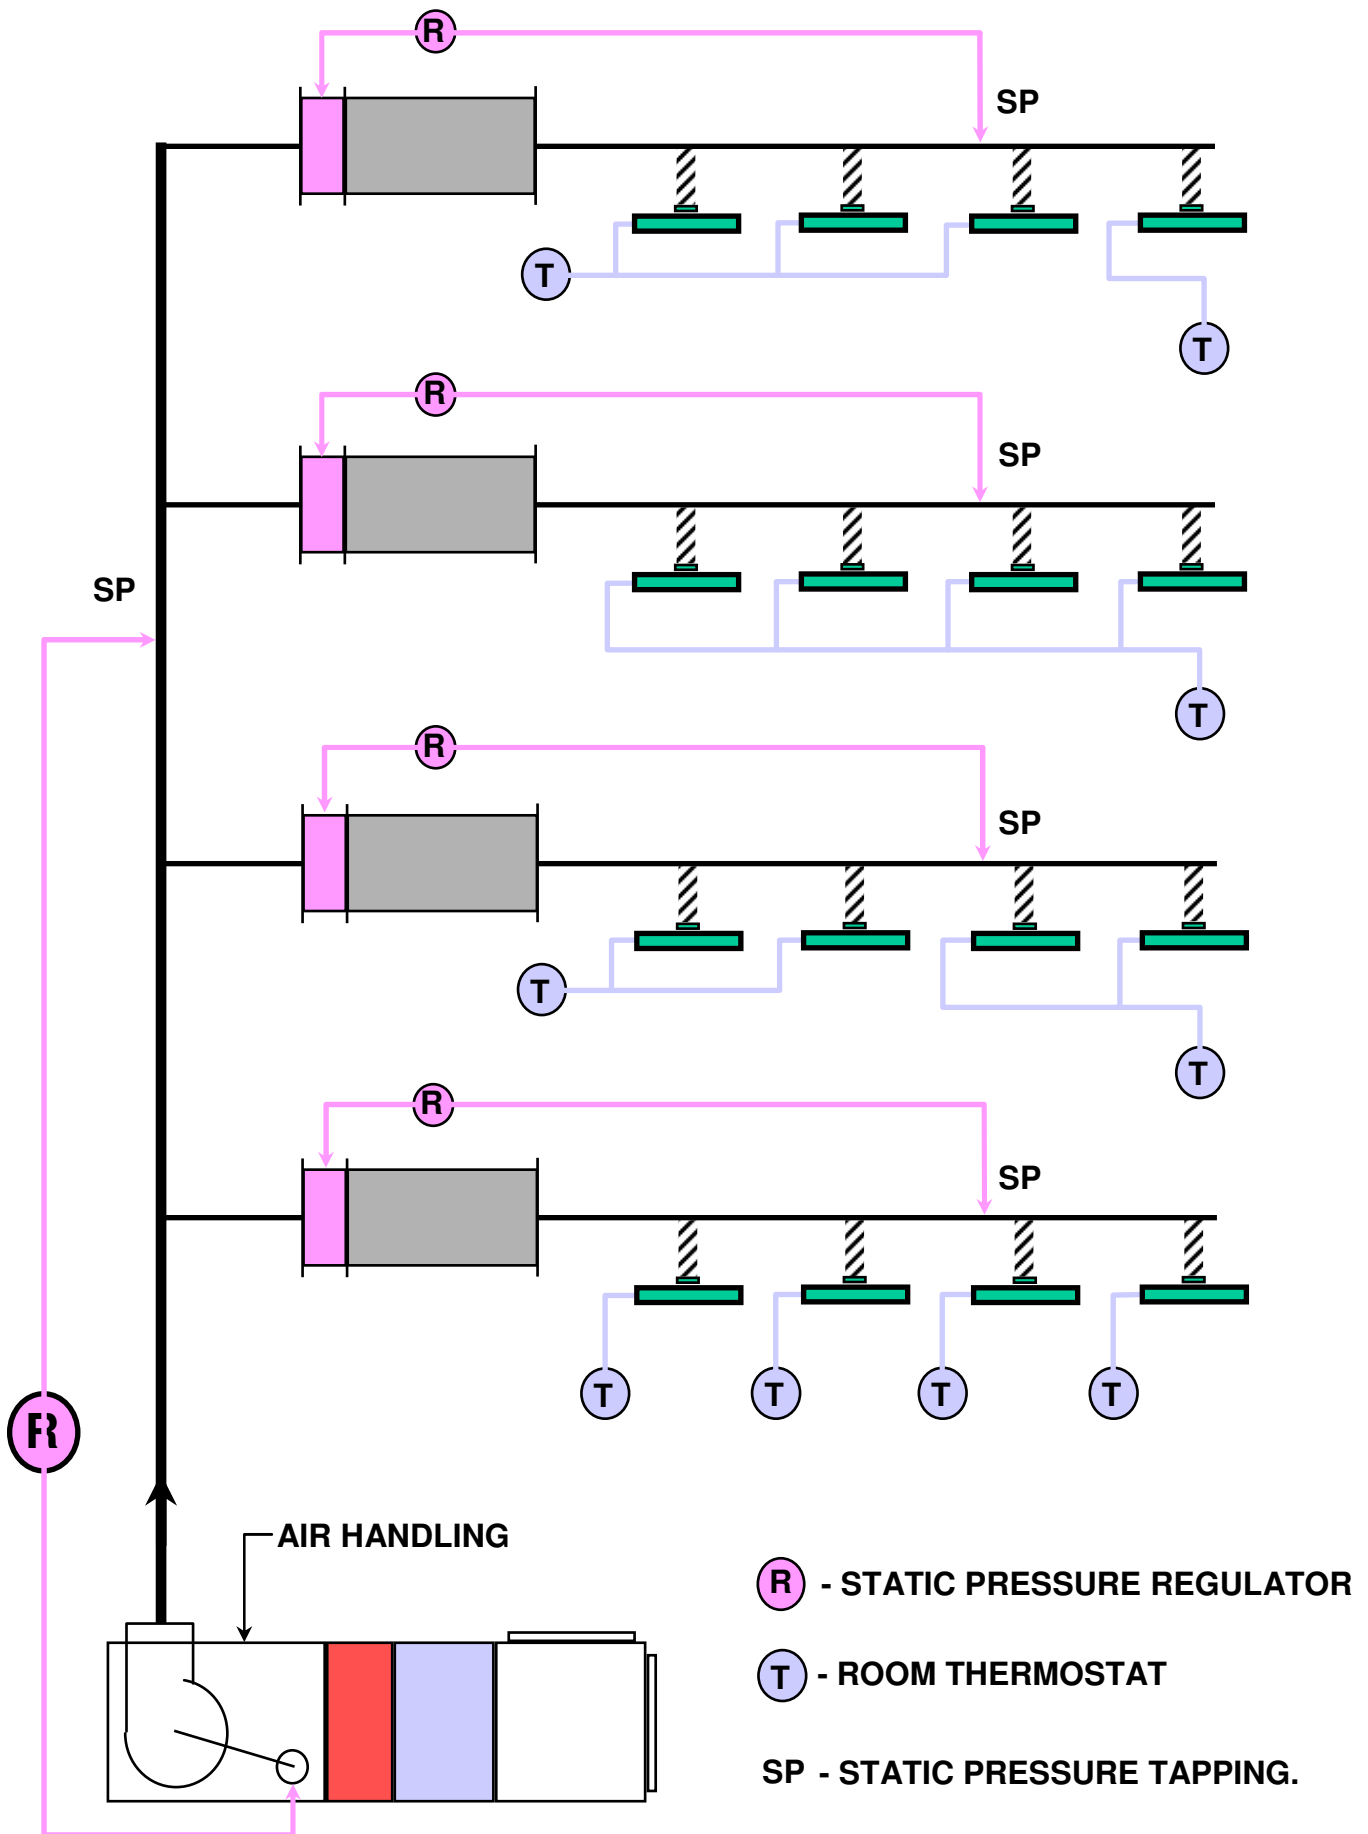 R
SP
T
T
R
SP
SP
T
R
SP
T
T
R
SP
T T T T
R
AIR HANDLING
R - STATIC PRESSURE REGULATOR
T - ROOM THERMOSTAT
SP - STATIC PRESSURE TAPPING.